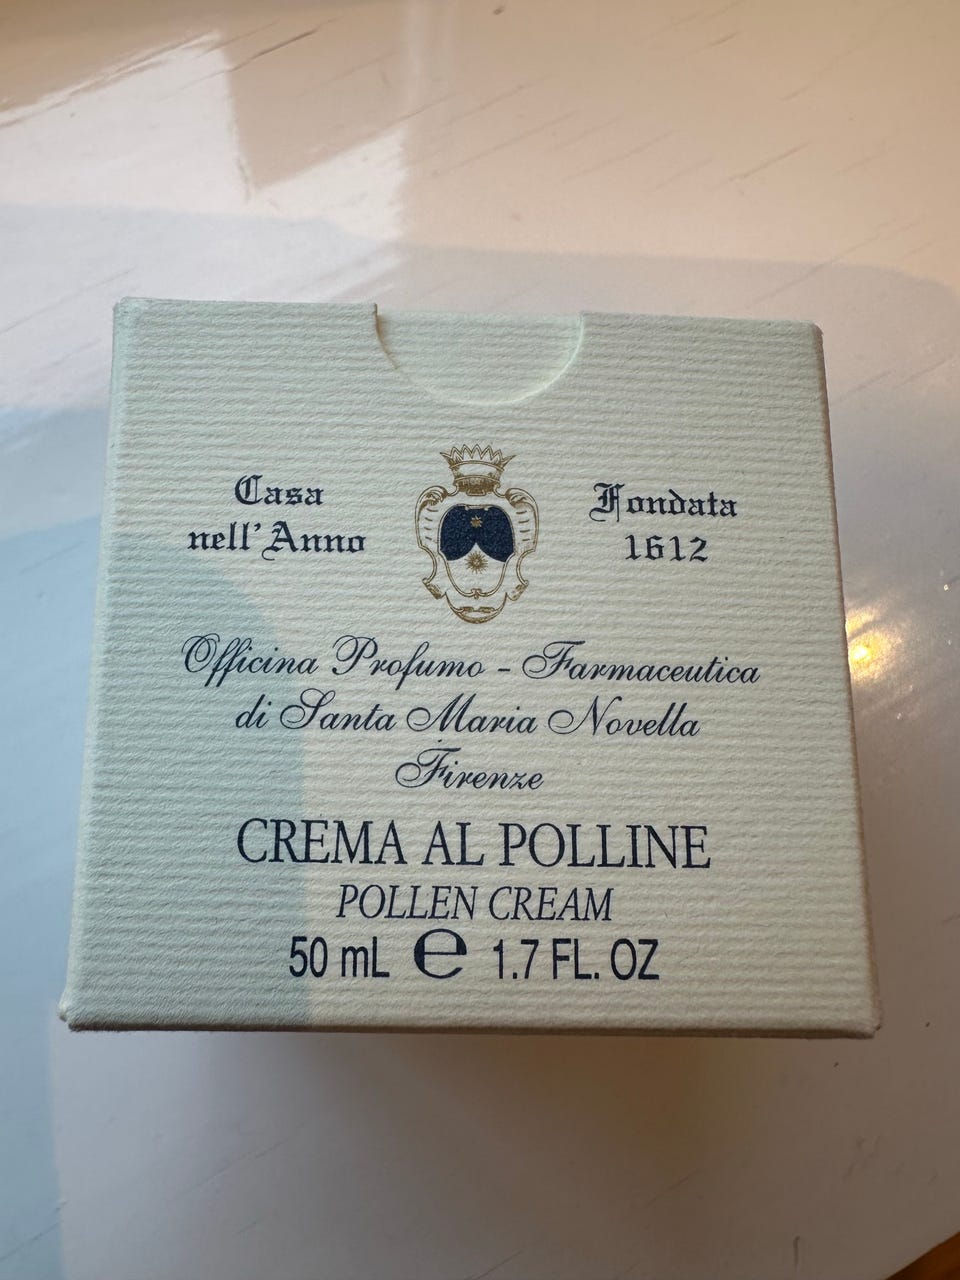 Casa Fondata
nell'Anno 1612
Officina Profumo - Farmaceutica
di Santa Maria Novella
Firenze
CREMA AL POLLINE
POLLEN CREAM
50 mL ℮ 1.7 FL. OZ